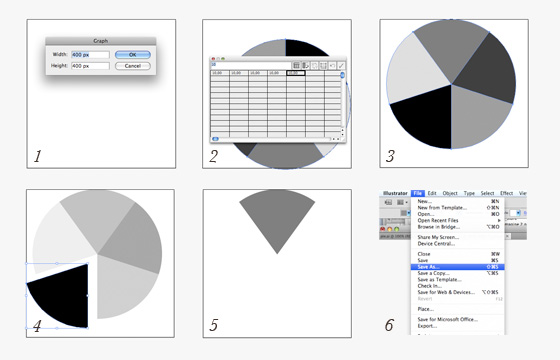 Graph
Width: 400 px
OK
Height: 400 px
Cancel
1
10.00 10.00 10.00 10.00 10.00
2
3
4
5
Illustrator File Edit Object Type Select Effect View
New... ⌘N
New from Template... ⇧⌘N
Open... ⌘O
Open Recent Files
Browse in Bridge... ⌥⌘O
Share My Screen...
Device Central...
Close ⌘W
Save ⌘S
Save As... ⇧⌘S
Save a Copy... ⌥⌘S
Save as Template...
Check In...
Save for Web & Devices... ⌥⇧⌘S
Revert
Place...
Save for Microsoft Office...
Export...
6